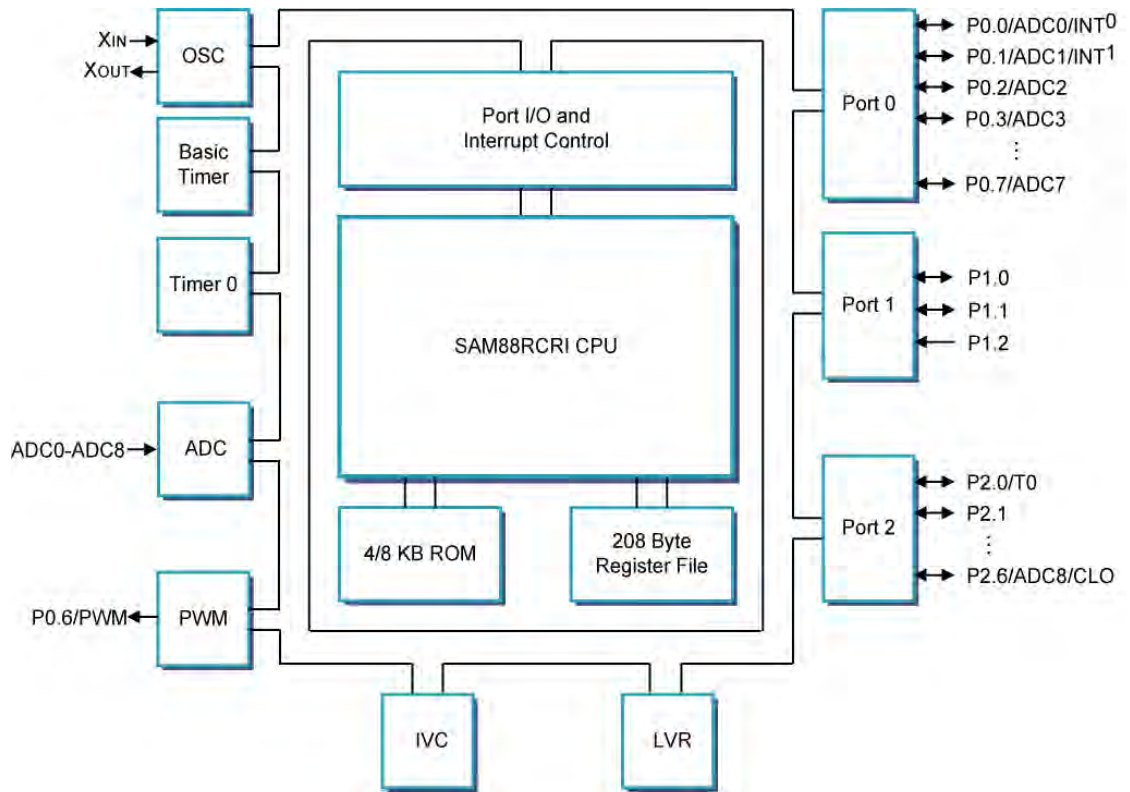 XIN
XOUT
OSC
Basic
Timer
Timer 0
ADC0-ADC8
ADC
P0.6/PWM
PWM
Port I/O and
Interrupt Control
SAM88RCRI CPU
4/8 KB ROM
208 Byte
Register File
IVC
LVR
Port 0
P0.0/ADC0/INT0
P0.1/ADC1/INT1
P0.2/ADC2
P0.3/ADC3
⋮
P0.7/ADC7
Port 1
P1.0
P1.1
P1.2
Port 2
P2.0/T0
P2.1
⋮
P2.6/ADC8/CLO